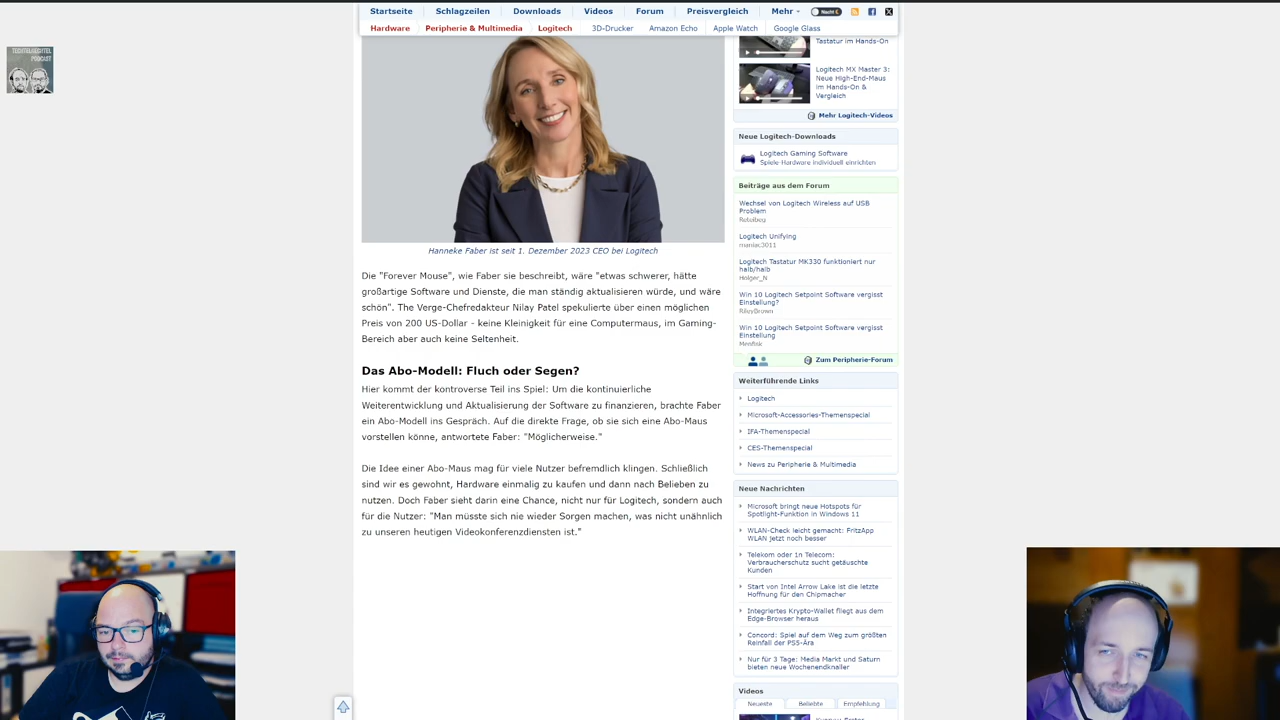 Startseite Schlagzeilen Downloads Videos Forum Preisvergleich Mehr
Hardware Peripherie & Multimedia Logitech 3D-Drucker Amazon Echo Apple Watch Google Glass
TECHTELMECHTEL
PODCAST
Hanneke Faber ist seit 1. Dezember 2023 CEO bei Logitech
Die "Forever Mouse", wie Faber sie beschreibt, wäre "etwas schwerer, hätte
großartige Software und Dienste, die man ständig aktualisieren würde, und wäre
schön". The Verge-Chefredakteur Nilay Patel spekulierte über einen möglichen
Preis von 200 US-Dollar - keine Kleinigkeit für eine Computermaus, im Gaming-
Bereich aber auch keine Seltenheit.
Das Abo-Modell: Fluch oder Segen?
Hier kommt der kontroverse Teil ins Spiel: Um die kontinuierliche
Weiterentwicklung und Aktualisierung der Software zu finanzieren, brachte Faber
ein Abo-Modell ins Gespräch. Auf die direkte Frage, ob sie sich eine Abo-Maus
vorstellen könne, antwortete Faber: "Möglicherweise."
Die Idee einer Abo-Maus mag für viele Nutzer befremdlich klingen. Schließlich
sind wir es gewohnt, Hardware einmalig zu kaufen und dann nach Belieben zu
nutzen. Doch Faber sieht darin eine Chance, nicht nur für Logitech, sondern auch
für die Nutzer: "Man müsste sich nie wieder Sorgen machen, was nicht unähnlich
zu unseren heutigen Videokonferenzdiensten ist."
Tastatur im Hands-On
Logitech MX Master 3:
Neue High-End-Maus
im Hands-On &
Vergleich
Mehr Logitech-Videos
Neue Logitech-Downloads
Logitech Gaming Software
Spiele-Hardware individuell einrichten
Beiträge aus dem Forum
Wechsel von Logitech Wireless auf USB
Problem
Logitech Unifying
maniac3011
Logitech Tastatur MK330 funktioniert nur
halb/halb
Holger_N
Win 10 Logitech Setpoint Software vergisst
Einstellung?
RileyBrown
Win 10 Logitech Setpoint Software vergisst
Einstellung
Zum Peripherie-Forum
Weiterführende Links
Logitech
Microsoft-Accessories-Themenspecial
IFA-Themenspecial
CES-Themenspecial
News zu Peripherie & Multimedia
Neue Nachrichten
Microsoft bringt neue Hotspots für
Spotlight-Funktion in Windows 11
WLAN-Check leicht gemacht: FritzApp
WLAN jetzt noch besser
Telekom oder 1n Telecom:
Verbraucherschutz sucht getäuschte
Kunden
Start von Intel Arrow Lake ist die letzte
Hoffnung für den Chipmacher
Integriertes Krypto-Wallet fliegt aus dem
Edge-Browser heraus
Concord: Spiel auf dem Weg zum größten
Reinfall der PS5-Ära
Nur für 3 Tage: Media Markt und Saturn
bieten neue Wochenendknaller
Videos
Neueste Beliebte Empfehlung